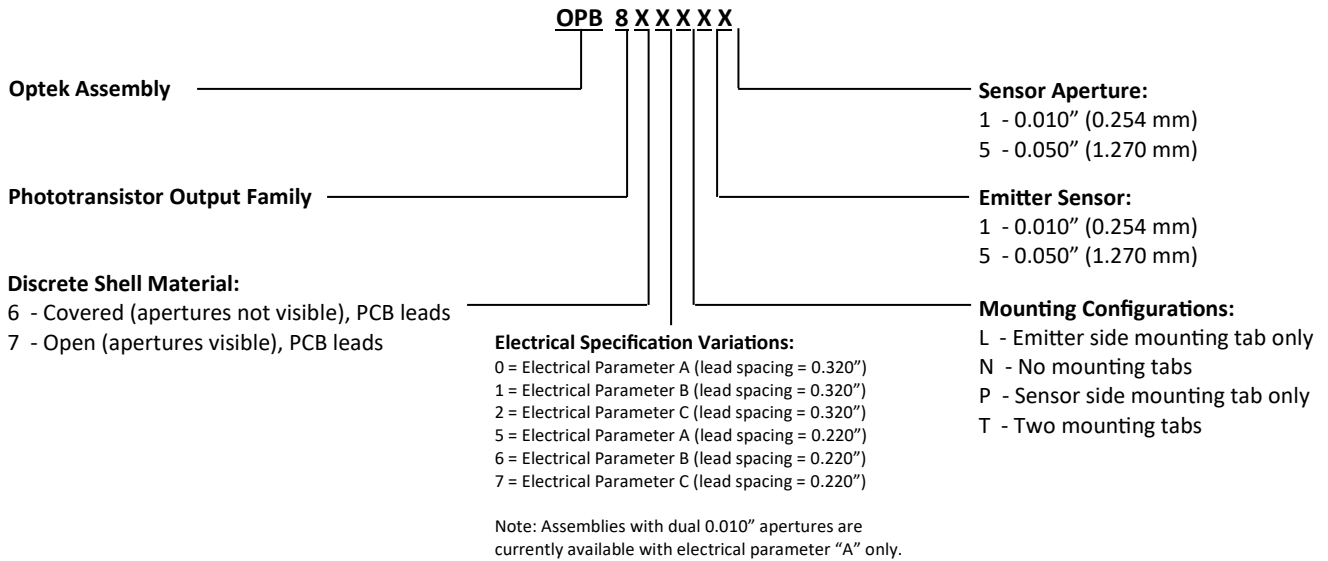 OPB 8 X X X X X
Optek Assembly
Phototransistor Output Family
Discrete Shell Material:
6 - Covered (apertures not visible), PCB leads
7 - Open (apertures visible), PCB leads
Electrical Specification Variations:
0 = Electrical Parameter A (lead spacing = 0.320”)
1 = Electrical Parameter B (lead spacing = 0.320”)
2 = Electrical Parameter C (lead spacing = 0.320”)
5 = Electrical Parameter A (lead spacing = 0.220”)
6 = Electrical Parameter B (lead spacing = 0.220”)
7 = Electrical Parameter C (lead spacing = 0.220”)
Note: Assemblies with dual 0.010” apertures are
currently available with electrical parameter “A” only.
Sensor Aperture:
1 - 0.010” (0.254 mm)
5 - 0.050” (1.270 mm)
Emitter Sensor:
1 - 0.010” (0.254 mm)
5 - 0.050” (1.270 mm)
Mounting Configurations:
L - Emitter side mounting tab only
N - No mounting tabs
P - Sensor side mounting tab only
T - Two mounting tabs